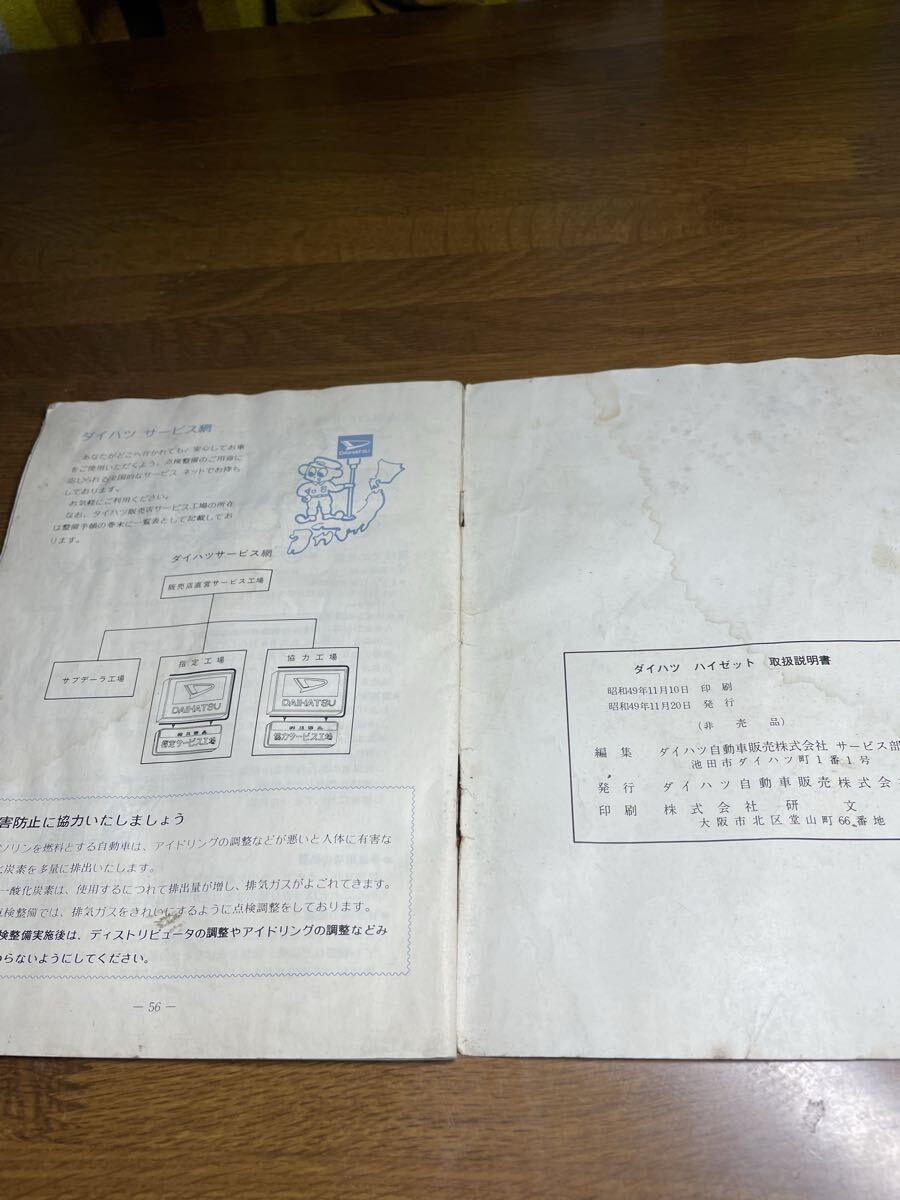 ダイハツ サービス網
あなたがどこへ行かれても、安心してお車
をご使用いただくよう、点検整備のご用命に
応じられる全国的なサービス ネットでお待ち
しております。
お気軽にご利用ください。
なお、ダイハツ販売店サービス工場の所在
は整備手帳の巻末に一覧表として記載してお
ります。
DAIHATSU
ダイハツサービス網
販売店直営サービス工場
サブデーラ工場
指定工場
DAIHATSU
指定サービス工場
協力工場
DAIHATSU
協力サービス工場
害防止に協力いたしましょう
ソリンを燃料とする自動車は、アイドリングの調整などが悪いと人体に有害な
化炭素を多量に排出いたします。
一酸化炭素は、使用するにつれて排出量が増し、排気ガスがよごれてきます。
点検整備では、排気ガスをきれいにするように点検調整をしております。
検整備実施後は、ディストリビュータの調整やアイドリングの調整などみ
らないようにしてください。
― 56 ―
ダイハツ ハイゼット 取扱説明書
昭和49年11月10日 印刷
昭和49年11月20日 発行
(非売品)
編集 ダイハツ自動車販売株式会社 サービス部
池田市ダイハツ町1番1号
発行 ダイハツ自動車販売株式会
印刷 株式会社研文
大阪市北区堂山町66番地